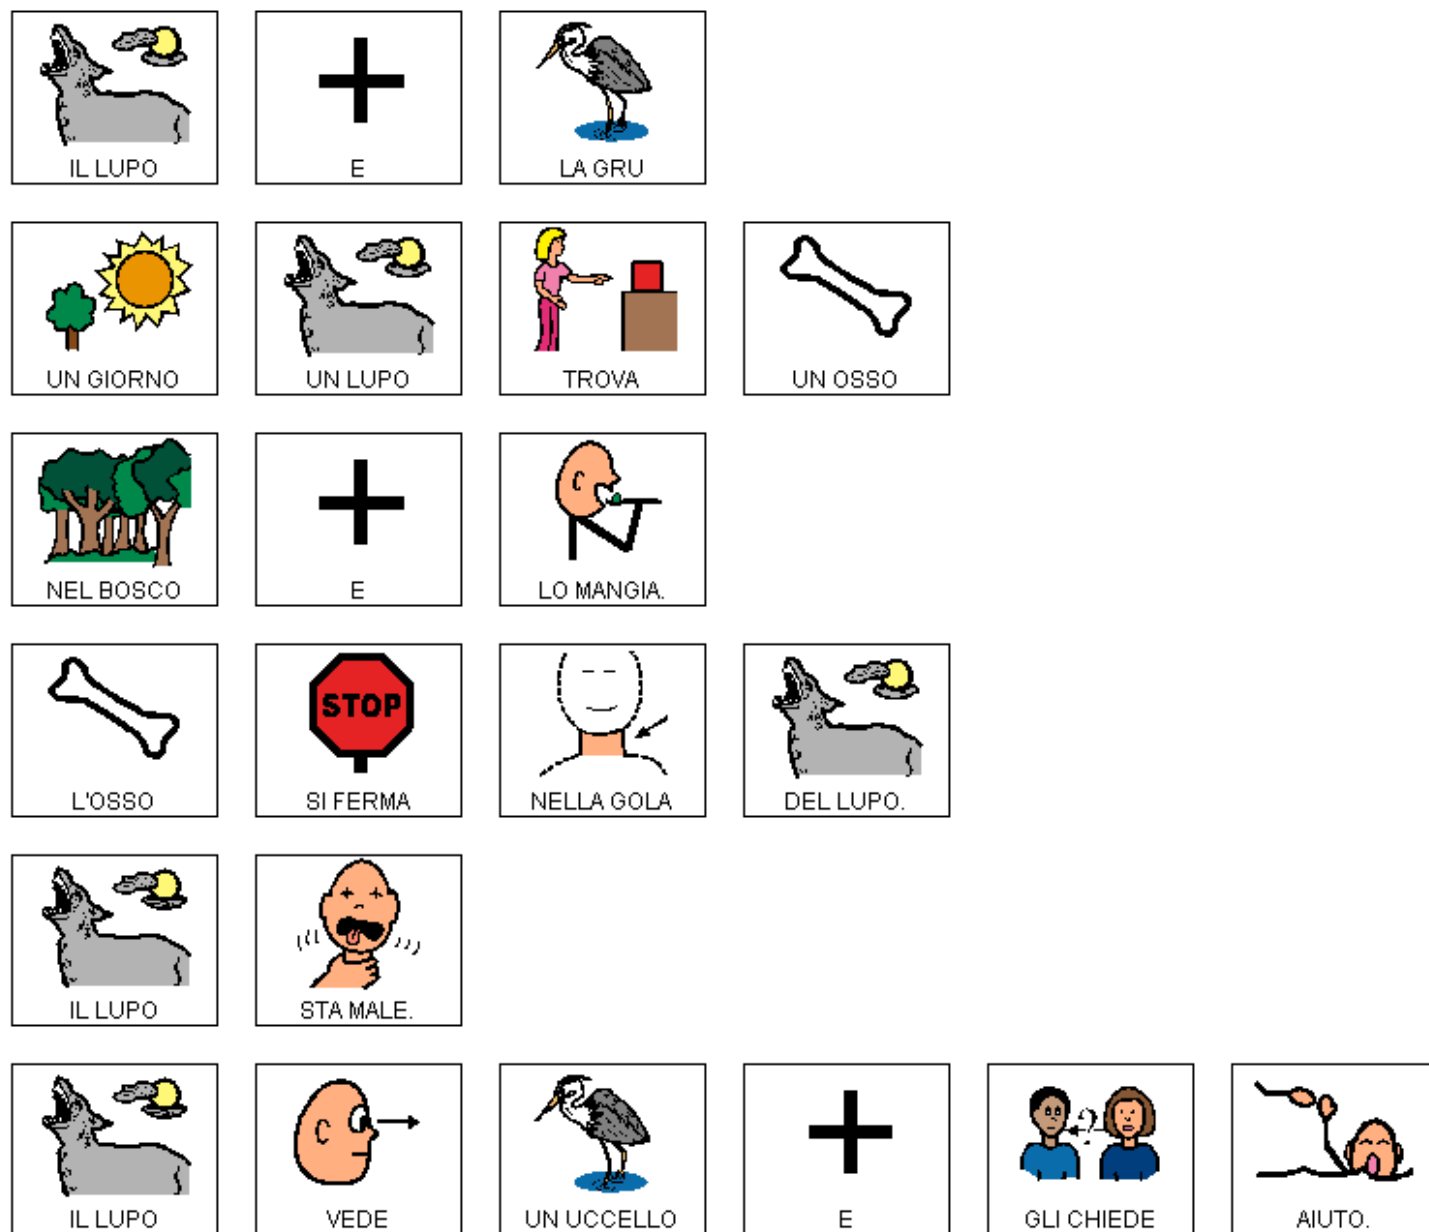 IL LUPO E LA GRU
UN GIORNO UN LUPO TROVA UN OSSO
NEL BOSCO E LO MANGIA.
STOP
L'OSSO SI FERMA NELLA GOLA DEL LUPO.
IL LUPO STA MALE.
?
IL LUPO VEDE UN UCCELLO E GLI CHIEDE AIUTO.